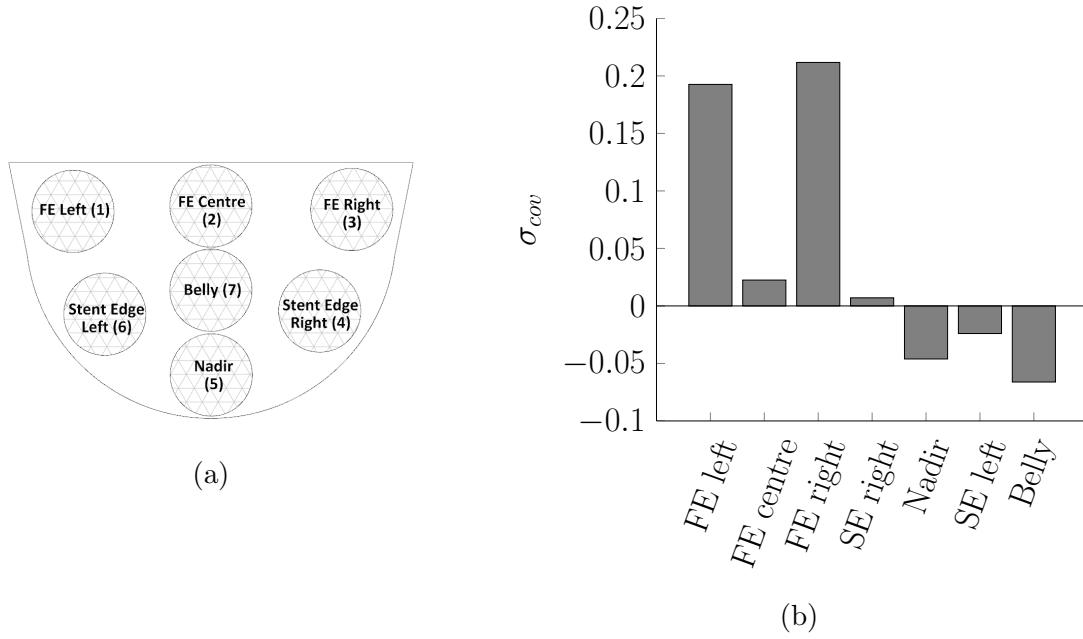 FE Left (1)
FE Centre
(2)
FE Right
(3)
Stent Edge
Left (6)
Belly (7)
Stent Edge
Right (4)
Nadir
(5)
(a)
σcov
0.25
0.2
0.15
0.1
0.05
0
−0.05
−0.1
FE left
FE centre
FE right
SE right
Nadir
SE left
Belly
(b)